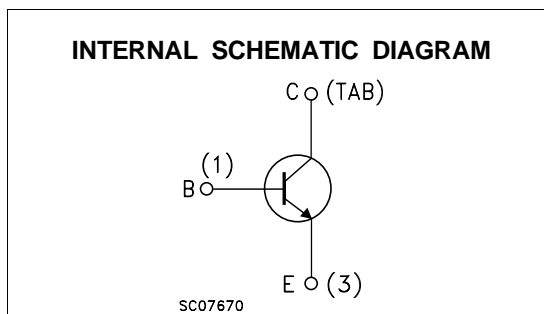 INTERNAL SCHEMATIC DIAGRAM
C (TAB)
(1)
B
E (3)
SC07670